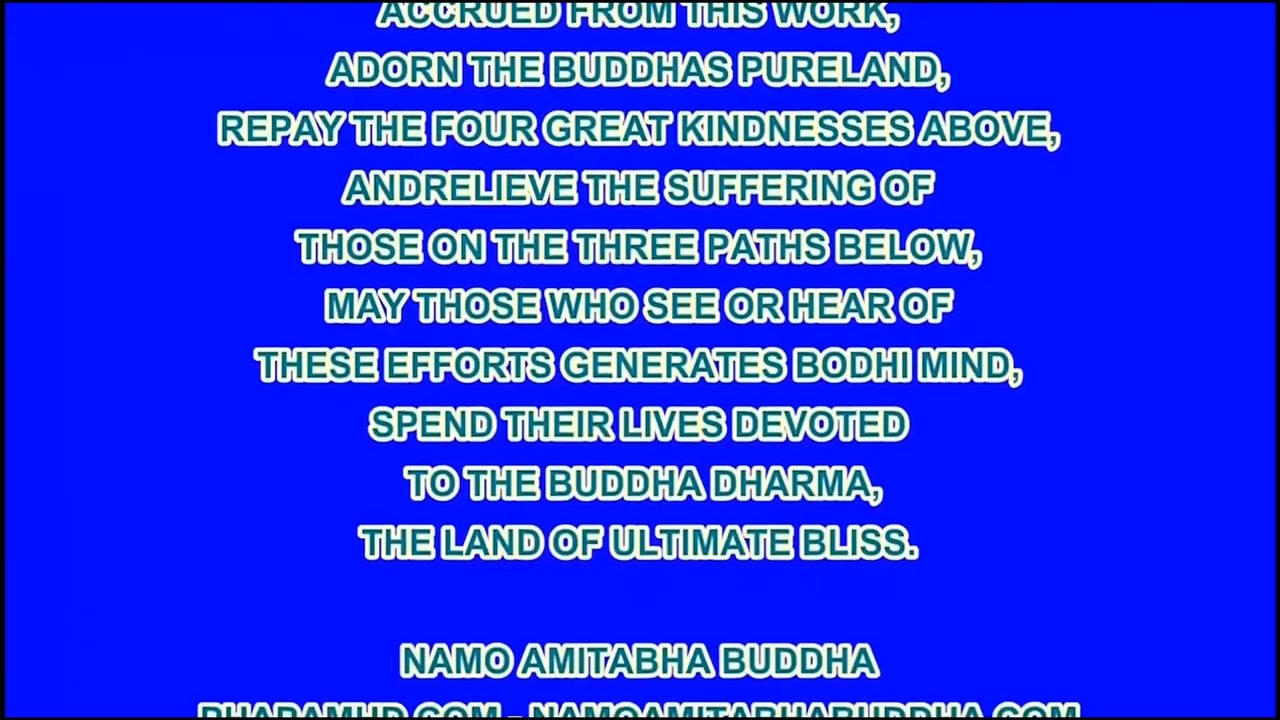 ACCRUED FROM THIS WORK,
ADORN THE BUDDHAS PURELAND,
REPAY THE FOUR GREAT KINDNESSES ABOVE,
ANDRELIEVE THE SUFFERING OF
THOSE ON THE THREE PATHS BELOW,
MAY THOSE WHO SEE OR HEAR OF
THESE EFFORTS GENERATES BODHI MIND,
SPEND THEIR LIVES DEVOTED
TO THE BUDDHA DHARMA,
THE LAND OF ULTIMATE BLISS.
NAMO AMITABHA BUDDHA
PHAPAMHD.COM - NAMOAMITABHABUDDHA.COM